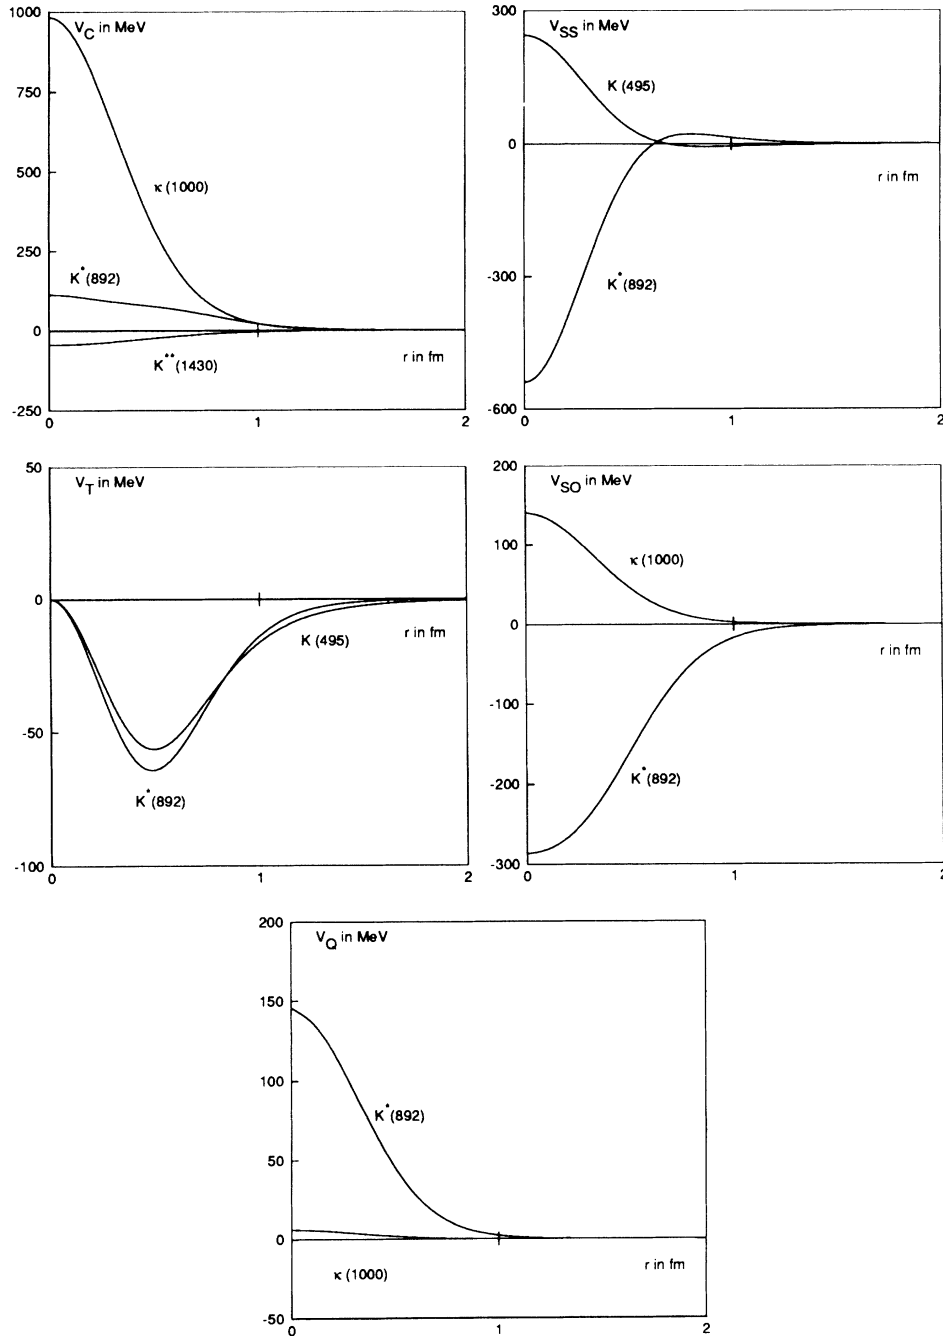 V_C in MeV
1000
750
500
250
0
-250
κ (1000)
K*(892)
K**(1430)
r in fm
0
1
2
V_SS in MeV
300
0
-300
-600
K (495)
K*(892)
r in fm
0
1
2
V_T in MeV
50
0
-50
-100
K (495)
K*(892)
r in fm
0
1
2
V_SO in MeV
200
100
0
-100
-200
-300
κ (1000)
K*(892)
r in fm
0
1
2
V_Q in MeV
200
150
100
50
0
-50
K*(892)
κ (1000)
r in fm
0
1
2